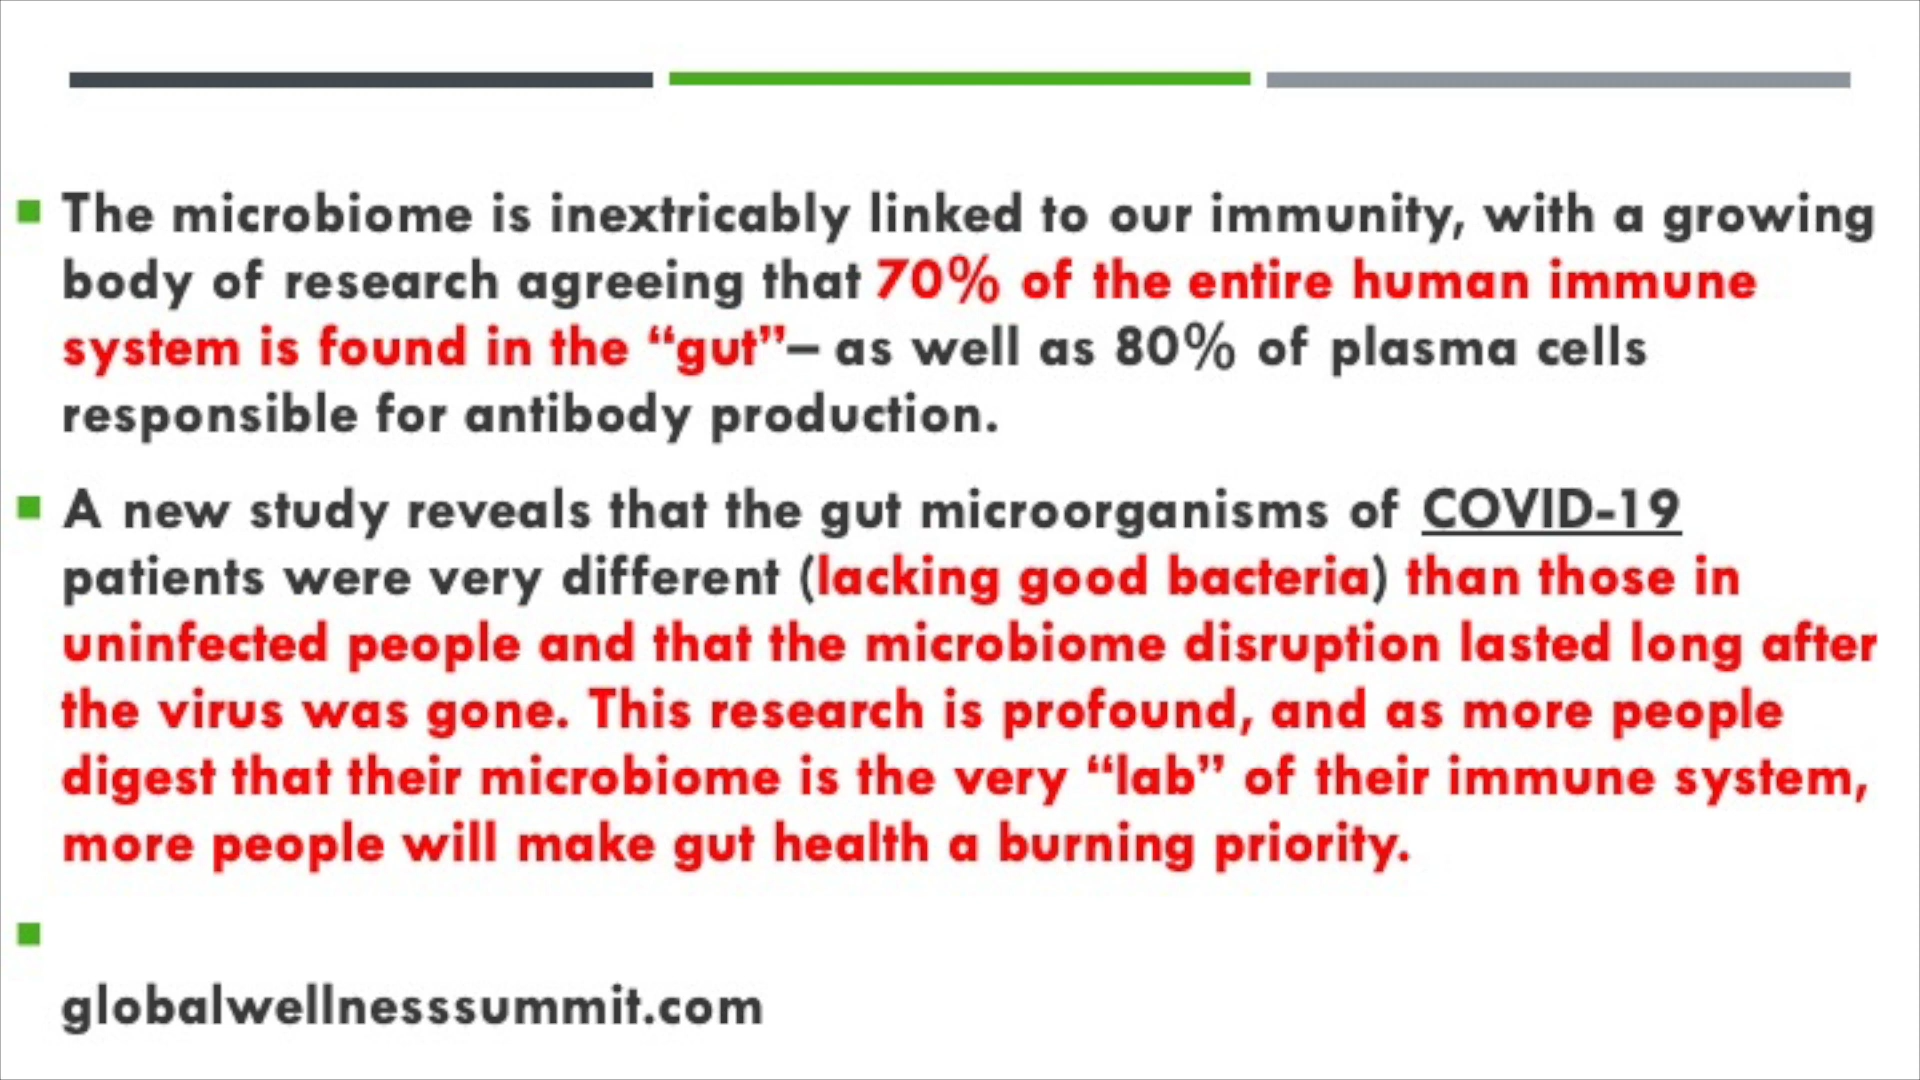 The microbiome is inextricably linked to our immunity, with a growing
body of research agreeing that 70% of the entire human immune
system is found in the “gut”– as well as 80% of plasma cells
responsible for antibody production.
A new study reveals that the gut microorganisms of COVID-19
patients were very different (lacking good bacteria) than those in
uninfected people and that the microbiome disruption lasted long after
the virus was gone. This research is profound, and as more people
digest that their microbiome is the very “lab” of their immune system,
more people will make gut health a burning priority.
globalwellnesssummit.com